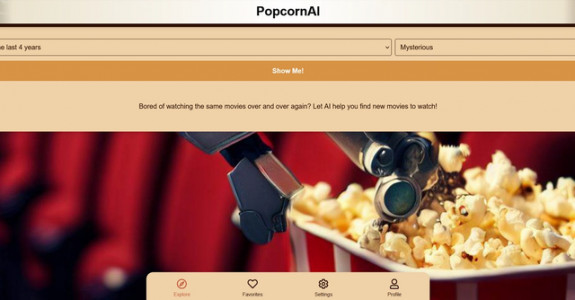 PopcornAI
e last 4 years Mysterious
Show Me!
Bored of watching the same movies over and over again? Let AI help you find new movies to watch!
Explore Favorites Settings Profile